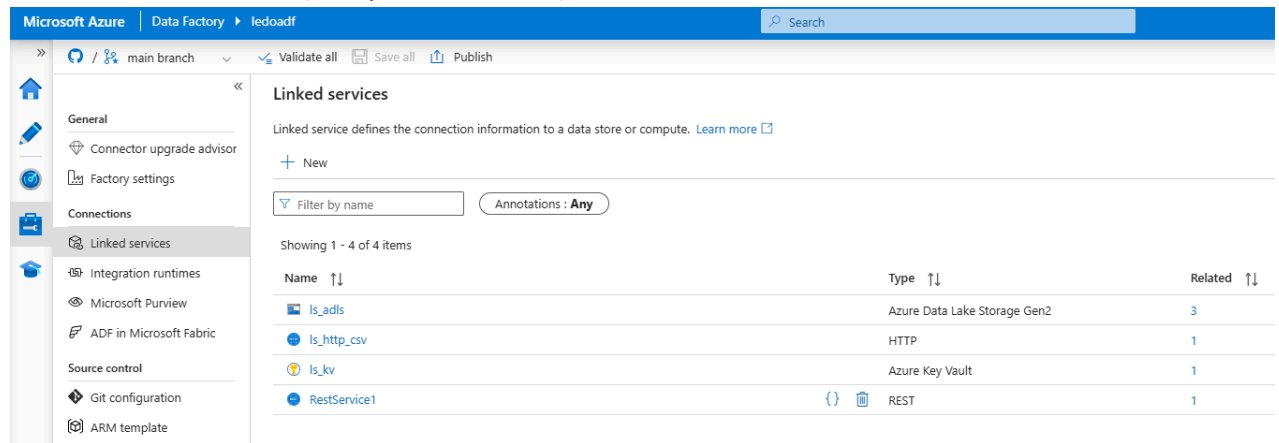 Microsoft Azure | Data Factory ▸ ledoadf Search
» / main branch Validate all Save all Publish
«
General
Connector upgrade advisor
Factory settings
Connections
Linked services
Integration runtimes
Microsoft Purview
ADF in Microsoft Fabric
Source control
Git configuration
ARM template
Linked services
Linked service defines the connection information to a data store or compute. Learn more
+ New
Filter by name Annotations : Any
Showing 1 - 4 of 4 items
Name ↑↓ Type ↑↓ Related ↑↓
ls_adls Azure Data Lake Storage Gen2 3
ls_http_csv HTTP 1
ls_kv Azure Key Vault 1
RestService1 {} REST 1